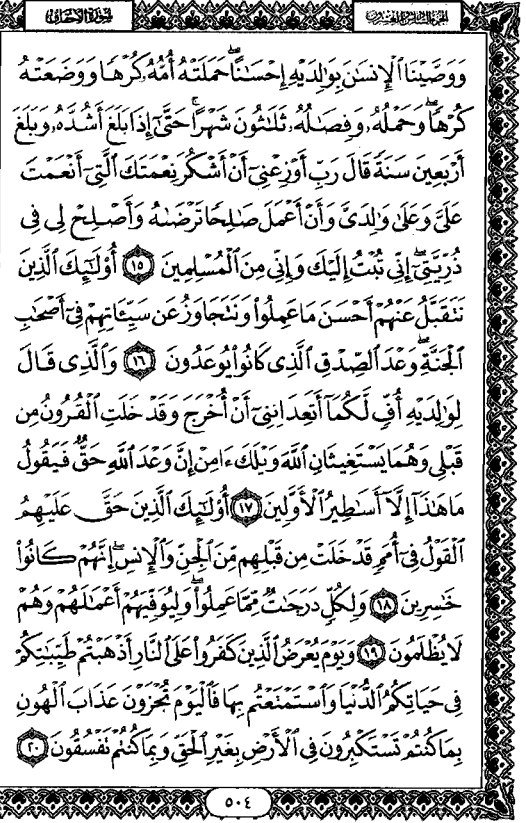 الجزء السادس والعشرون سورة الأحقاف
وَوَصَّيْنَا ٱلْإِنسَٰنَ بِوَٰلِدَيْهِ إِحْسَٰنًا ۖ حَمَلَتْهُ أُمُّهُۥ كُرْهًا وَوَضَعَتْهُ
كُرْهًا ۖ وَحَمْلُهُۥ وَفِصَٰلُهُۥ ثَلَٰثُونَ شَهْرًا ۚ حَتَّىٰٓ إِذَا بَلَغَ أَشُدَّهُۥ وَبَلَغَ
أَرْبَعِينَ سَنَةً قَالَ رَبِّ أَوْزِعْنِىٓ أَنْ أَشْكُرَ نِعْمَتَكَ ٱلَّتِىٓ أَنْعَمْتَ
عَلَىَّ وَعَلَىٰ وَٰلِدَىَّ وَأَنْ أَعْمَلَ صَٰلِحًا تَرْضَىٰهُ وَأَصْلِحْ لِى فِى
ذُرِّيَّتِىٓ ۖ إِنِّى تُبْتُ إِلَيْكَ وَإِنِّى مِنَ ٱلْمُسْلِمِينَ ١٥ أُو۟لَٰٓئِكَ ٱلَّذِينَ
نَتَقَبَّلُ عَنْهُمْ أَحْسَنَ مَا عَمِلُوا۟ وَنَتَجَاوَزُ عَن سَيِّـَٔاتِهِمْ فِىٓ أَصْحَٰبِ
ٱلْجَنَّةِ ۖ وَعْدَ ٱلصِّدْقِ ٱلَّذِى كَانُوا۟ يُوعَدُونَ ١٦ وَٱلَّذِى قَالَ
لِوَٰلِدَيْهِ أُفٍّ لَّكُمَآ أَتَعِدَانِنِىٓ أَنْ أُخْرَجَ وَقَدْ خَلَتِ ٱلْقُرُونُ مِن
قَبْلِى وَهُمَا يَسْتَغِيثَانِ ٱللَّهَ وَيْلَكَ ءَامِنْ إِنَّ وَعْدَ ٱللَّهِ حَقٌّ فَيَقُولُ
مَا هَٰذَآ إِلَّآ أَسَٰطِيرُ ٱلْأَوَّلِينَ ١٧ أُو۟لَٰٓئِكَ ٱلَّذِينَ حَقَّ عَلَيْهِمُ
ٱلْقَوْلُ فِىٓ أُمَمٍ قَدْ خَلَتْ مِن قَبْلِهِم مِّنَ ٱلْجِنِّ وَٱلْإِنسِ ۖ إِنَّهُمْ كَانُوا۟
خَٰسِرِينَ ١٨ وَلِكُلٍّ دَرَجَٰتٌ مِّمَّا عَمِلُوا۟ ۖ وَلِيُوَفِّيَهُمْ أَعْمَٰلَهُمْ وَهُمْ
لَا يُظْلَمُونَ ١٩ وَيَوْمَ يُعْرَضُ ٱلَّذِينَ كَفَرُوا۟ عَلَى ٱلنَّارِ أَذْهَبْتُمْ طَيِّبَٰتِكُمْ
فِى حَيَاتِكُمُ ٱلدُّنْيَا وَٱسْتَمْتَعْتُم بِهَا فَٱلْيَوْمَ تُجْزَوْنَ عَذَابَ ٱلْهُونِ
بِمَا كُنتُمْ تَسْتَكْبِرُونَ فِى ٱلْأَرْضِ بِغَيْرِ ٱلْحَقِّ وَبِمَا كُنتُمْ تَفْسُقُونَ ٢٠
٥٠٤